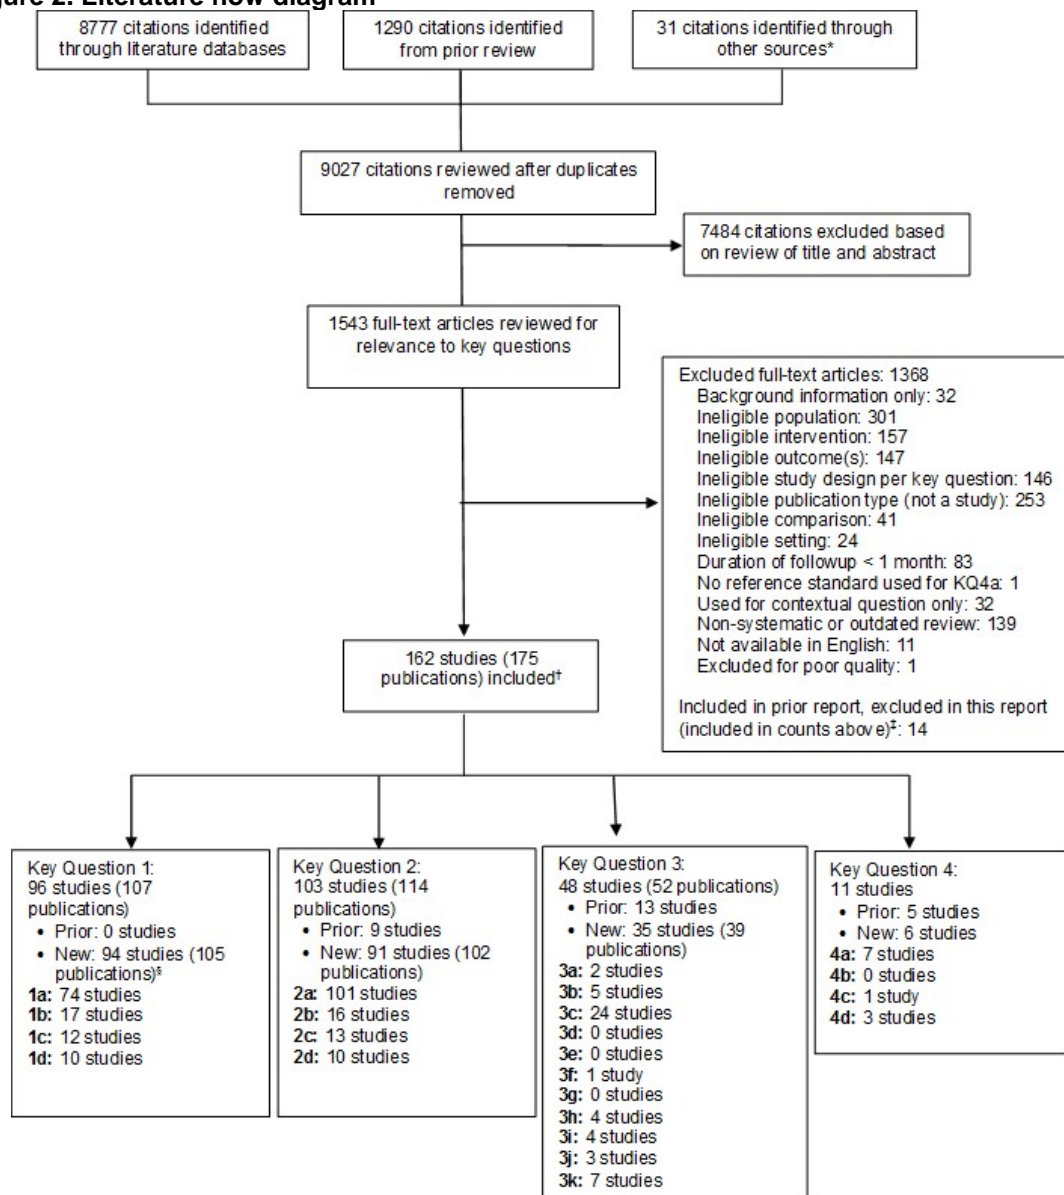 gure 2. Literature flow diagram
8777 citations identified
through literature databases
1290 citations identified
from prior review
31 citations identified through
other sources*
9027 citations reviewed after duplicates
removed
7484 citations excluded based
on review of title and abstract
1543 full-text articles reviewed for
relevance to key questions
Excluded full-text articles: 1368
Background information only: 32
Ineligible population: 301
Ineligible intervention: 157
Ineligible outcome(s): 147
Ineligible study design per key question: 146
Ineligible publication type (not a study): 253
Ineligible comparison: 41
Ineligible setting: 24
Duration of followup < 1 month: 83
No reference standard used for KQ4a: 1
Used for contextual question only: 32
Non-systematic or outdated review: 139
Not available in English: 11
Excluded for poor quality: 1
Included in prior report, excluded in this report
(included in counts above)‡: 14
162 studies (175
publications) included†
Key Question 1:
96 studies (107
publications)
• Prior: 0 studies
• New: 94 studies (105
publications)§
1a: 74 studies
1b: 17 studies
1c: 12 studies
1d: 10 studies
Key Question 2:
103 studies (114
publications)
• Prior: 9 studies
• New: 91 studies (102
publications)
2a: 101 studies
2b: 16 studies
2c: 13 studies
2d: 10 studies
Key Question 3:
48 studies (52 publications)
• Prior: 13 studies
• New: 35 studies (39
publications)
3a: 2 studies
3b: 5 studies
3c: 24 studies
3d: 0 studies
3e: 0 studies
3f: 1 study
3g: 0 studies
3h: 4 studies
3i: 4 studies
3j: 3 studies
3k: 7 studies
Key Question 4:
11 studies
• Prior: 5 studies
• New: 6 studies
4a: 7 studies
4b: 0 studies
4c: 1 study
4d: 3 studies